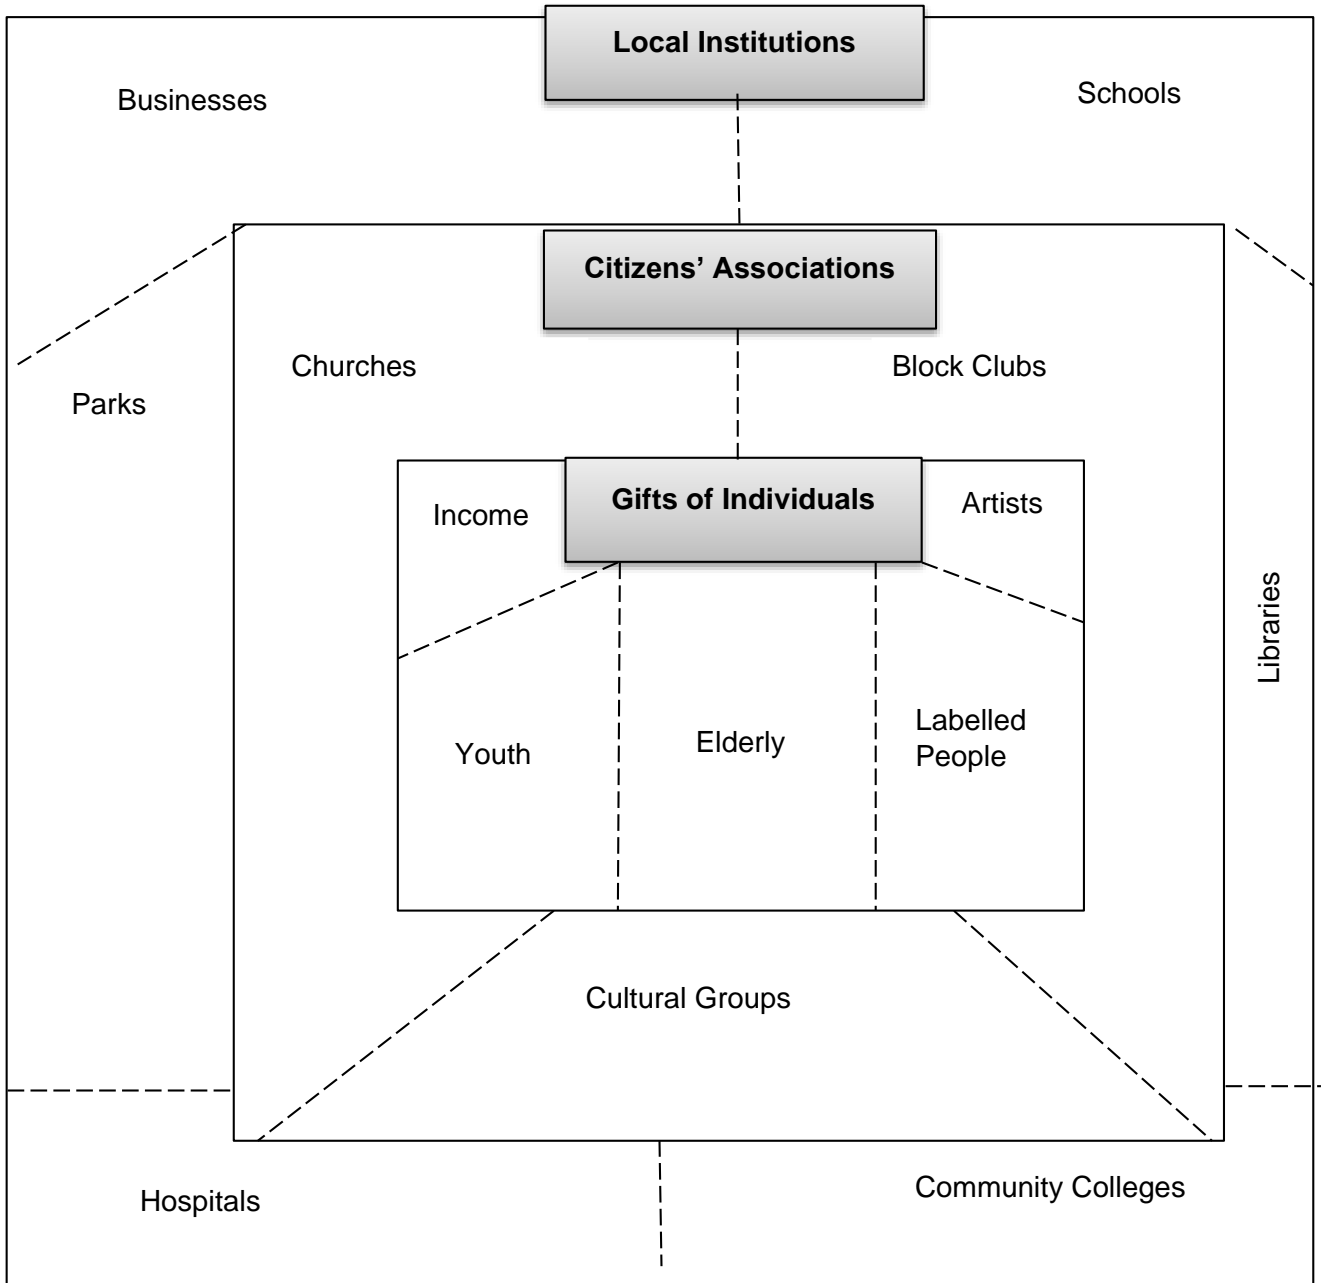 Local Institutions
Businesses
Schools
Citizens’ Associations
Churches
Block Clubs
Parks
Gifts of Individuals
Income
Artists
Libraries
Youth
Elderly
Labelled
People
Cultural Groups
Hospitals
Community Colleges